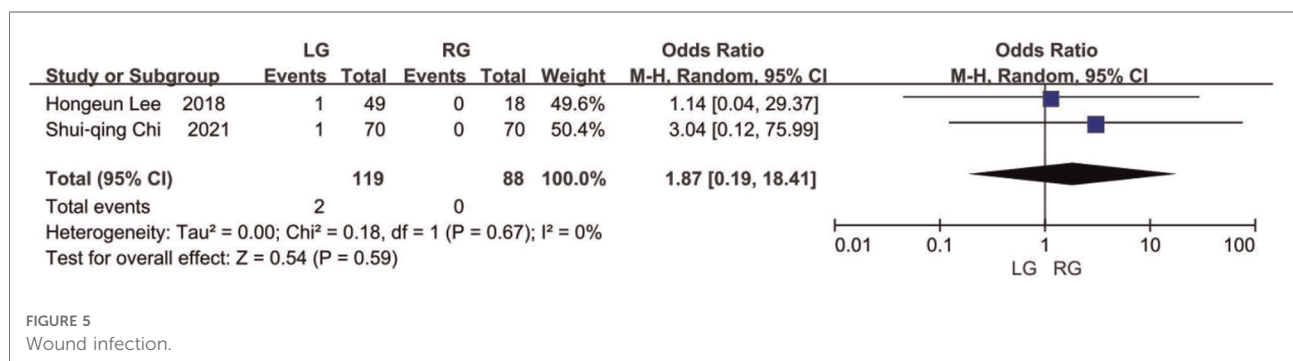 LG RG Odds Ratio Odds Ratio
Study or Subgroup Events Total Events Total Weight M-H, Random, 95% CI M-H, Random, 95% CI
Hongeun Lee 2018 1 49 0 18 49.6% 1.14 [0.04, 29.37]
Shui-qing Chi 2021 1 70 0 70 50.4% 3.04 [0.12, 75.99]
Total (95% CI) 119 88 100.0% 1.87 [0.19, 18.41]
Total events 2 0
Heterogeneity: Tau² = 0.00; Chi² = 0.18, df = 1 (P = 0.67); I² = 0%
Test for overall effect: Z = 0.54 (P = 0.59)
0.01 0.1 1 10 100
LG RG
FIGURE 5
Wound infection.